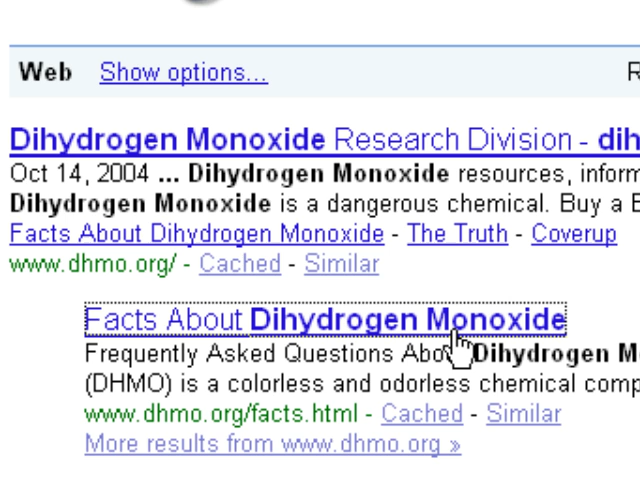 Web Show options...
Dihydrogen Monoxide Research Division - dih
Oct 14, 2004 ... Dihydrogen Monoxide resources, inform
Dihydrogen Monoxide is a dangerous chemical. Buy a
Facts About Dihydrogen Monoxide - The Truth - Coverup
www.dhmo.org/ - Cached - Similar
Facts About Dihydrogen Monoxide
Frequently Asked Questions Dihydrogen
(DHMO) is a colorless and odorless chemical comp
www.dhmo.org/facts.html - Cached - Similar
More results from www.dhmo.org »